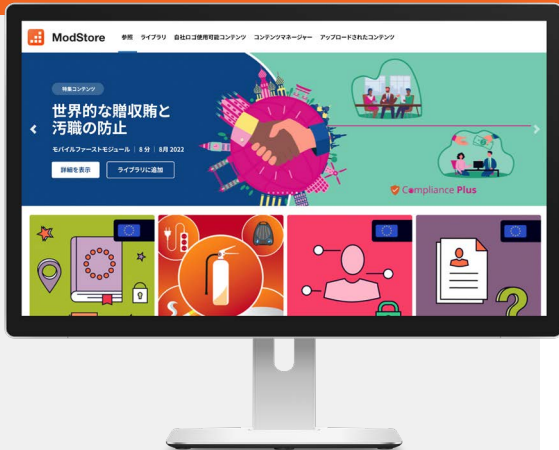 ModStore 参照 ライブラリ 自社ロゴ使用可能コンテンツ コンテンツマネージャー アップロードされたコンテンツ
特集コンテンツ
世界的な贈収賄と
汚職の防止
モバイルファーストモジュール | 8 分 | 8月 2022
詳細を表示 ライブラリに追加
Compliance Plus
?